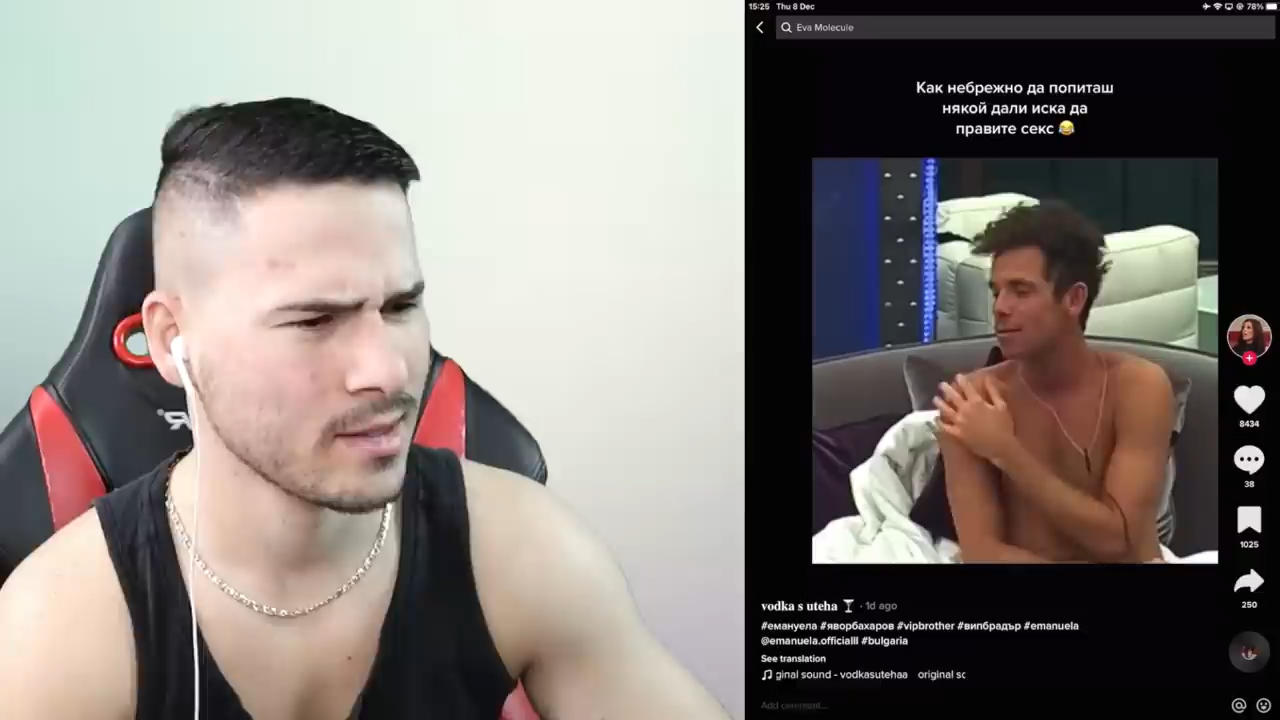 15:25 Thu 8 Dec
78%
Eva Molecule
Как небрежно да попиташ
някой дали иска да
правите секс 😂
8434
38
1025
250
vodka s uteha 🍸 · 1d ago
#емануела #яворбахаров #vipbrother #випбрадър #emanuela
@emanuela.officialll #bulgaria
See translation
ginal sound - vodkasutehaa original sc
Add comment...